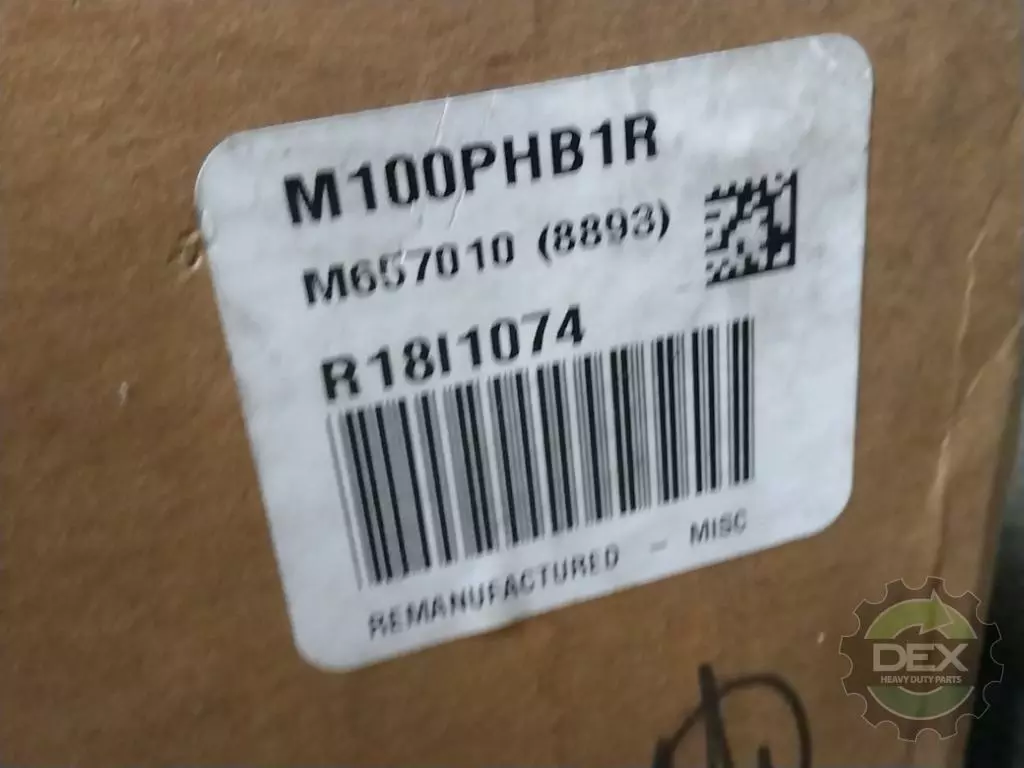 M100PHB1R
M657010 (8893)
R18I1074
REMANUFACTURED - MISC
DEX
HEAVY DUTY PARTS